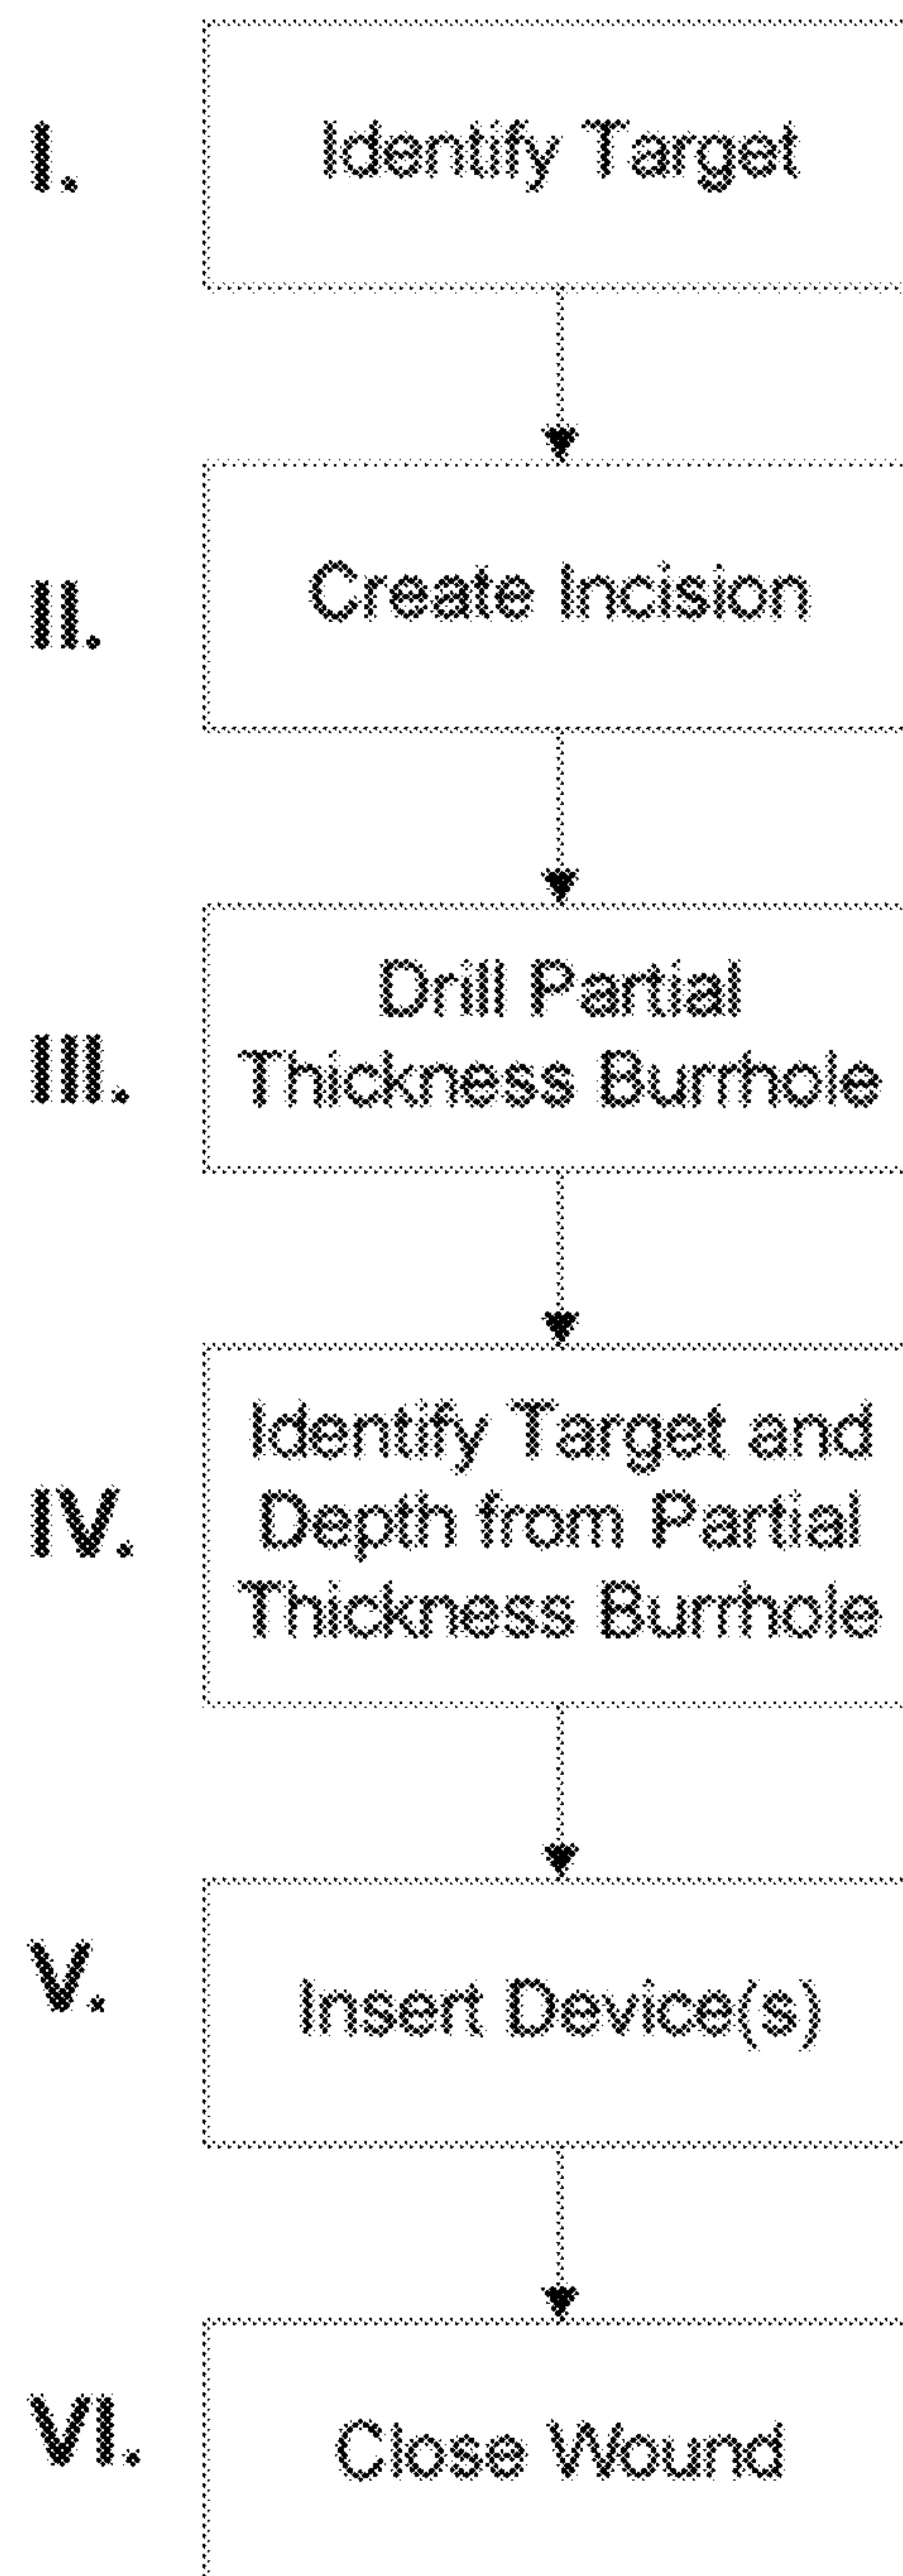 I. Identify Target
II. Create Incision
III. Drill Partial
Thickness Burrhole
IV. Identify Target and
Depth from Partial
Thickness Burrhole
V. Insert Device(s)
VI. Close Wound